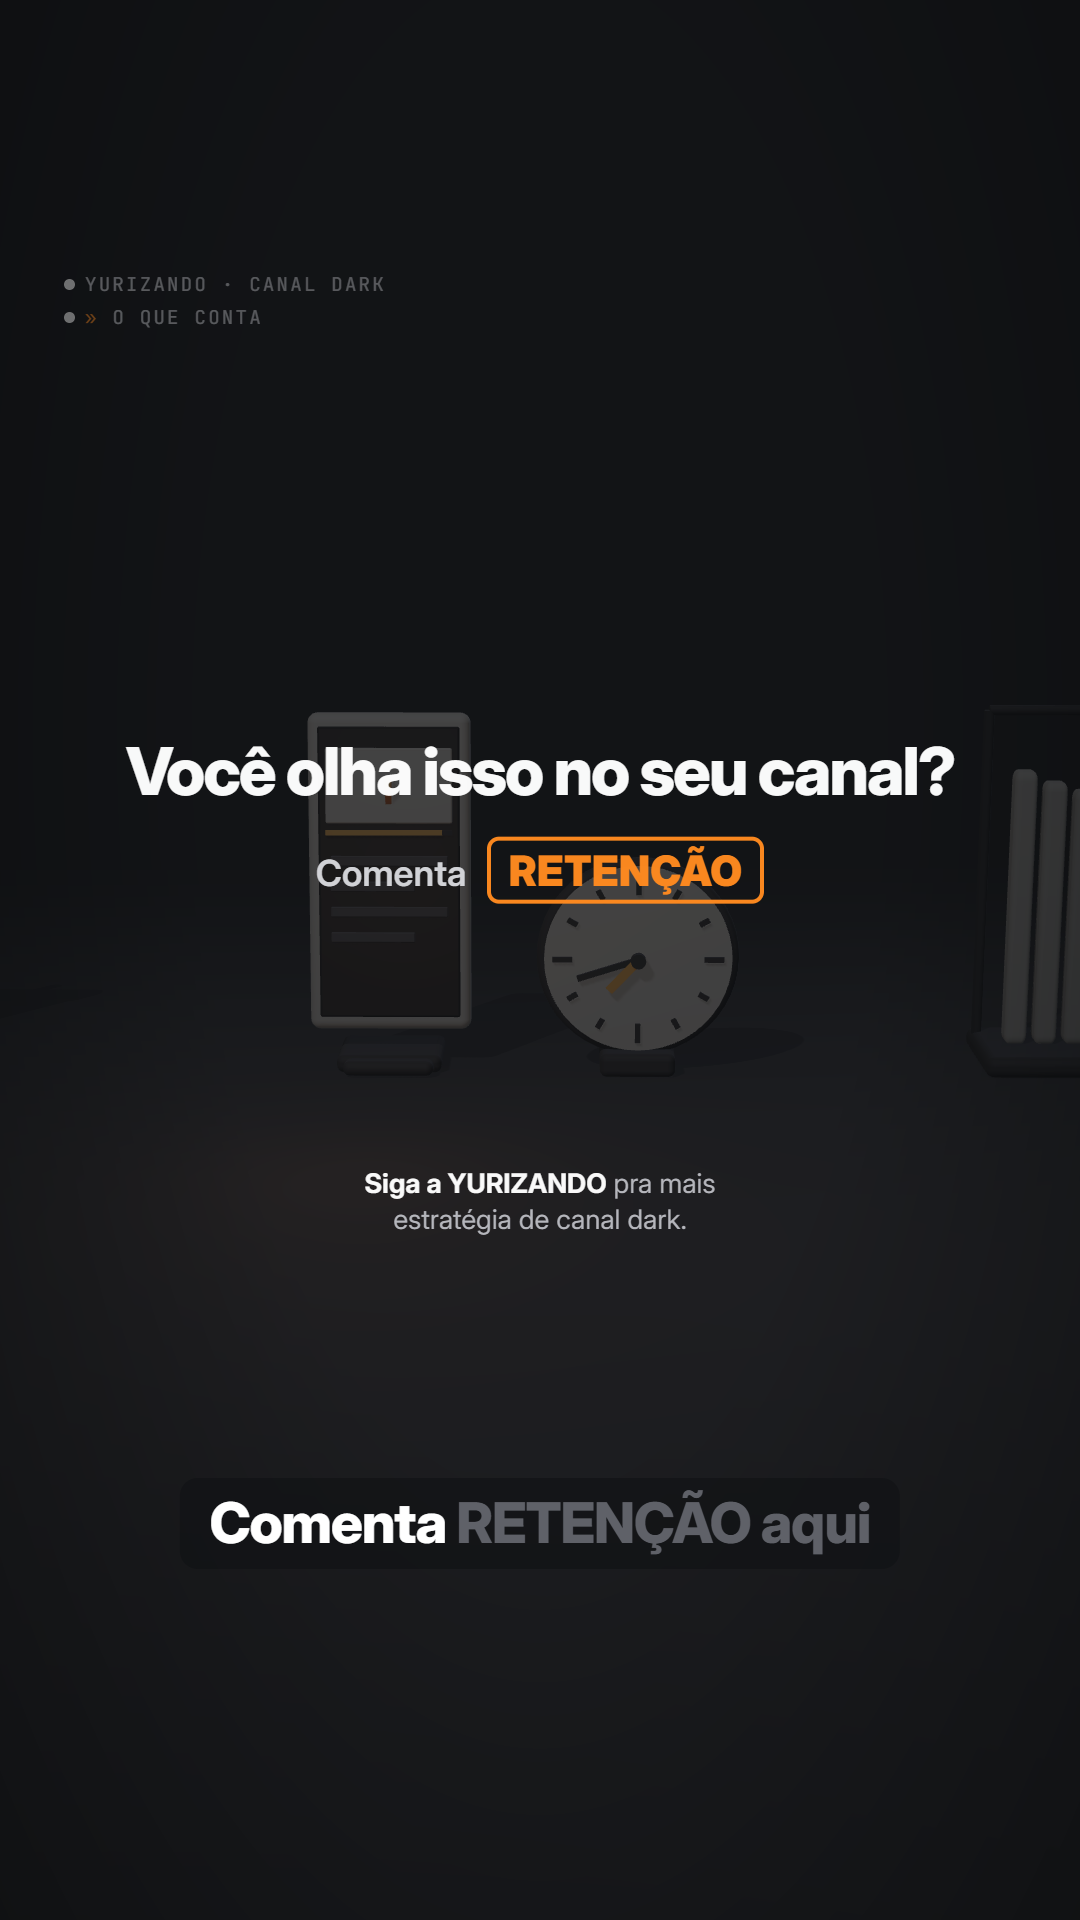 YURIZANDO · CANAL DARK
» O QUE CONTA
Você olha isso no seu canal?
Comenta RETENÇÃO
Siga a YURIZANDO pra mais
estratégia de canal dark.
Comenta RETENÇÃO aqui